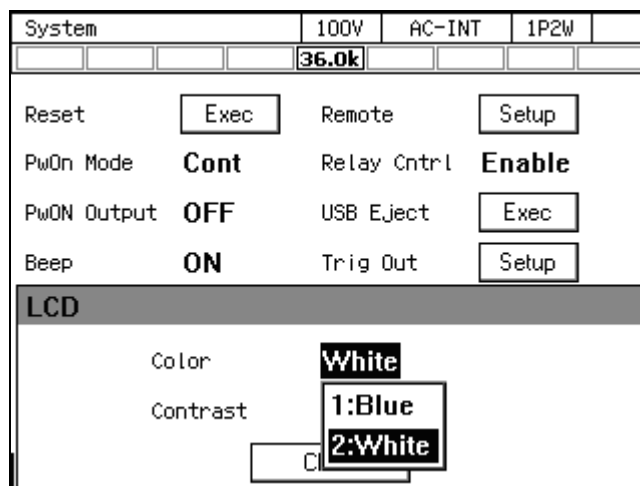 System 100V AC-INT 1P2W
36.0k
Reset Exec Remote Setup
PwOn Mode Cont Relay Cntrl Enable
PwON Output OFF USB Eject Exec
Beep ON Trig Out Setup
LCD
Color White
Contrast 1:Blue
2:White